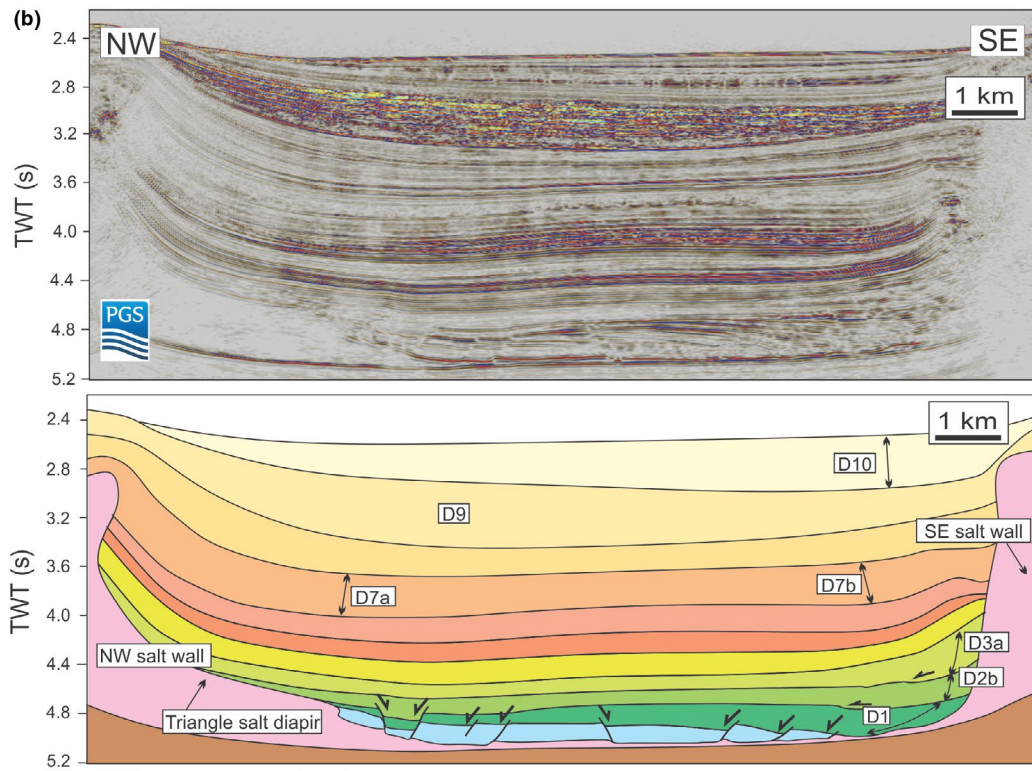 (b)
NW
SE
1 km
TWT (s)
2.4
2.8
3.2
3.6
4.0
4.4
4.8
5.2
PGS
1 km
TWT (s)
2.4
2.8
3.2
3.6
4.0
4.4
4.8
5.2
D10
D9
SE salt wall
D7a
D7b
NW salt wall
D3a
D2b
Triangle salt diapir
D1